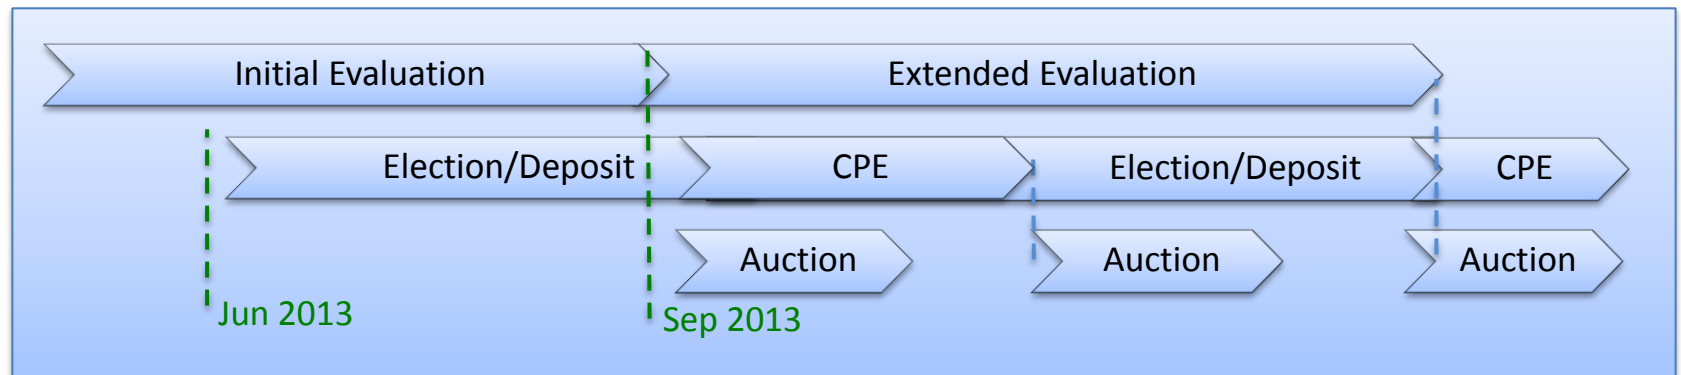 Initial Evaluation
Extended Evaluation
Election/Deposit
CPE
Election/Deposit
CPE
Auction
Auction
Auction
Jun 2013
Sep 2013